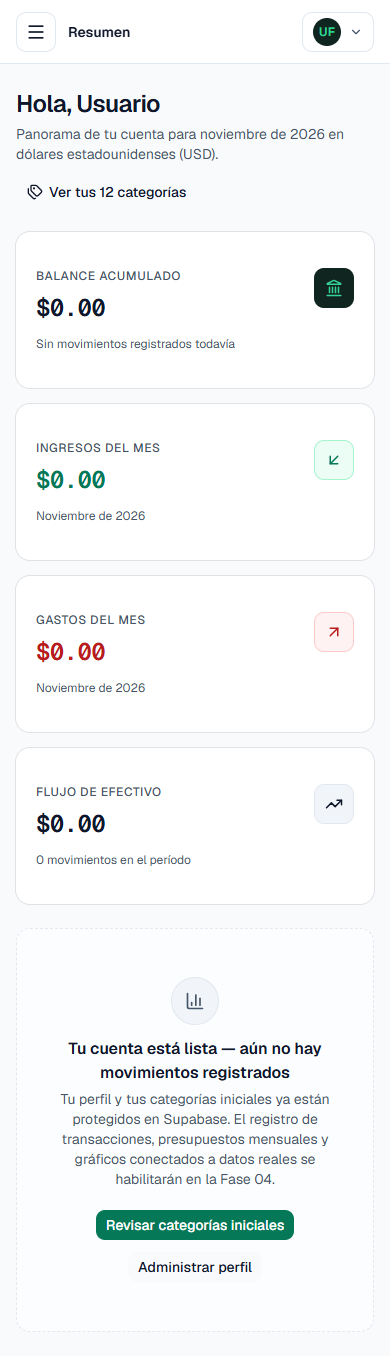 Resumen
UF
Hola, Usuario
Panorama de tu cuenta para noviembre de 2026 en
dólares estadounidenses (USD).
Ver tus 12 categorías
BALANCE ACUMULADO
$0.00
Sin movimientos registrados todavía
INGRESOS DEL MES
$0.00
Noviembre de 2026
GASTOS DEL MES
$0.00
Noviembre de 2026
FLUJO DE EFECTIVO
$0.00
0 movimientos en el período
Tu cuenta está lista — aún no hay
movimientos registrados
Tu perfil y tus categorías iniciales ya están
protegidos en Supabase. El registro de
transacciones, presupuestos mensuales y
gráficos conectados a datos reales se
habilitarán en la Fase 04.
Revisar categorías iniciales
Administrar perfil